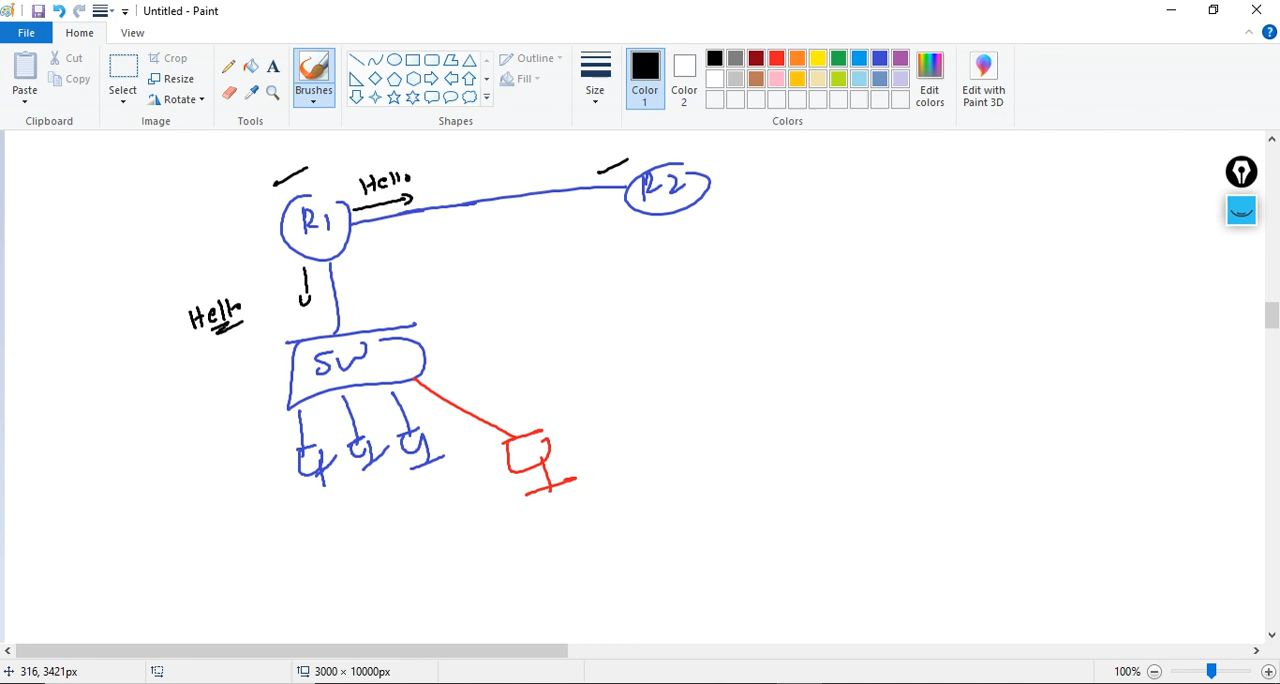 Untitled - Paint
File
Home
View
Paste
Cut
Copy
Clipboard
Select
Crop
Resize
Rotate
Image
A
Tools
Brushes
Outline
Fill
Shapes
Size
Color 1
Color 2
Edit colors
Colors
Edit with Paint 3D
Hello
R1
R2
Hello
SW
316, 3421px
3000 × 10000px
100%